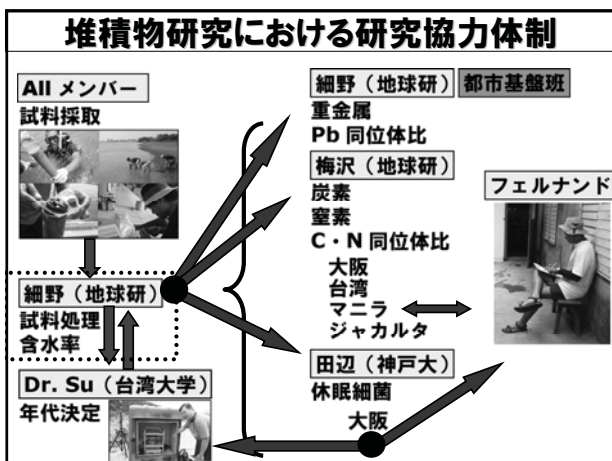 堆積物研究における研究協力体制
All メンバー
試料採取
細野（地球研）
試料処理
含水率
Dr. Su（台湾大学）
年代決定
細野（地球研） 都市基盤班
重金属
Pb 同位体比
梅沢（地球研）
炭素
窒素
C・N 同位体比
大阪
台湾
マニラ
ジャカルタ
田辺（神戸大）
休眠細菌
大阪
フェルナンド